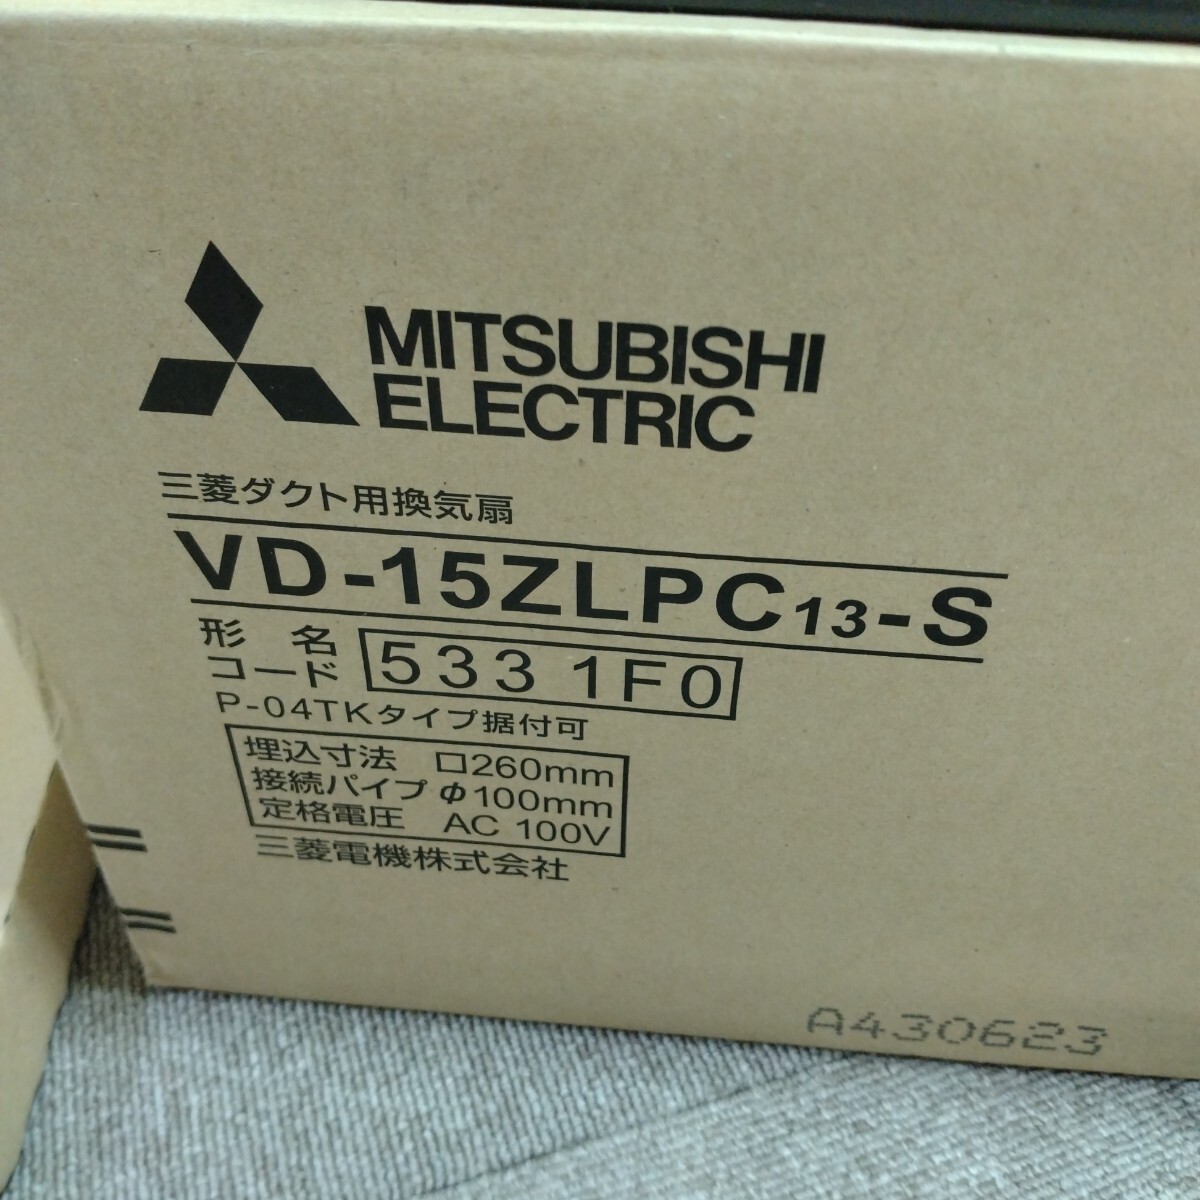 MITSUBISHI
ELECTRIC
三菱ダクト用換気扇
VD-15ZLPC13-S
形名
コード 5331F0
P-04TKタイプ据付可
埋込寸法 □260mm
接続パイプ φ100mm
定格電圧 AC 100V
三菱電機株式会社
A430623